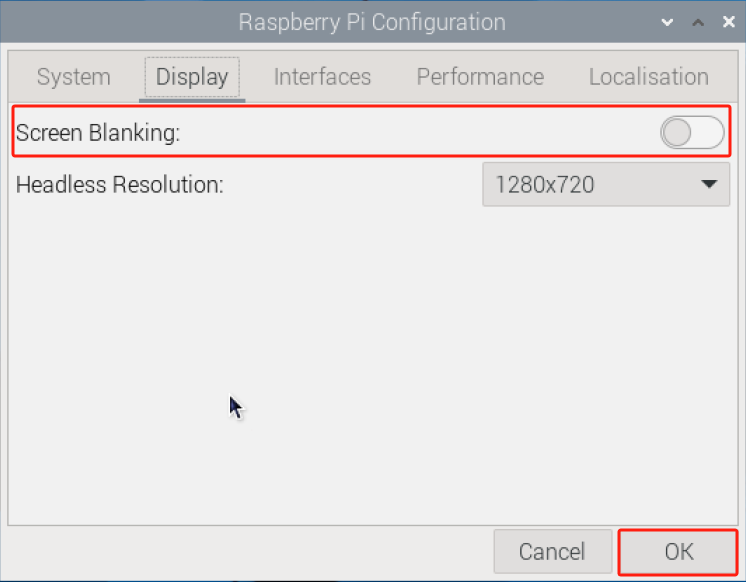 Raspberry Pi Configuration
System Display Interfaces Performance Localisation
Screen Blanking:
Headless Resolution: 1280x720
Cancel OK